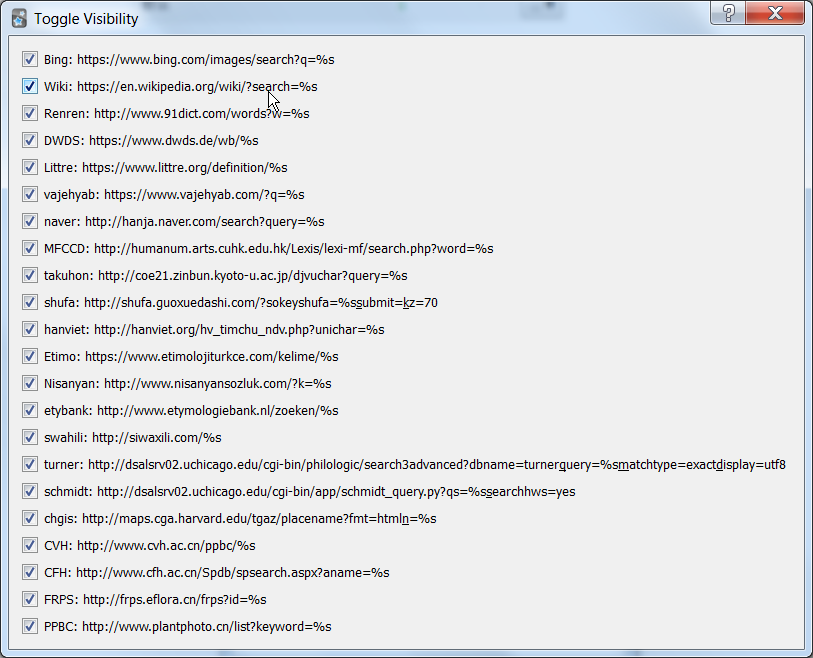 Toggle Visibility
Bing: https://www.bing.com/images/search?q=%s
Wiki: https://en.wikipedia.org/wiki/?search=%s
Renren: http://www.91dict.com/words?w=%s
DWDS: https://www.dwds.de/wb/%s
Littre: https://www.littre.org/definition/%s
vajehyab: https://www.vajehyab.com/?q=%s
naver: http://hanja.naver.com/search?query=%s
MFCCD: http://humanum.arts.cuhk.edu.hk/Lexis/lexi-mf/search.php?word=%s
takuhon: http://coe21.zinbun.kyoto-u.ac.jp/djvuchar?query=%s
shufa: http://shufa.guoxuedashi.com/?sokeyshufa=%ssubmit=kz=70
hanviet: http://hanviet.org/hv_timchu_ndv.php?unichar=%s
Etimo: https://www.etimolojiturkce.com/kelime/%s
Nisanyan: http://www.nisanyansozluk.com/?k=%s
etybank: http://www.etymologiebank.nl/zoeken/%s
swahili: http://siwaxili.com/%s
turner: http://dsalsrv02.uchicago.edu/cgi-bin/philologic/search3advanced?dbname=turnerquery=%smatchtype=exactdisplay=utf8
schmidt: http://dsalsrv02.uchicago.edu/cgi-bin/app/schmidt_query.py?qs=%ssearchhws=yes
chgis: http://maps.cga.harvard.edu/tgaz/placename?fmt=htmln=%s
CVH: http://www.cvh.ac.cn/ppbc/%s
CFH: http://www.cfh.ac.cn/Spdb/spsearch.aspx?aname=%s
FRPS: http://frps.eflora.cn/frps?id=%s
PPBC: http://www.plantphoto.cn/list?keyword=%s